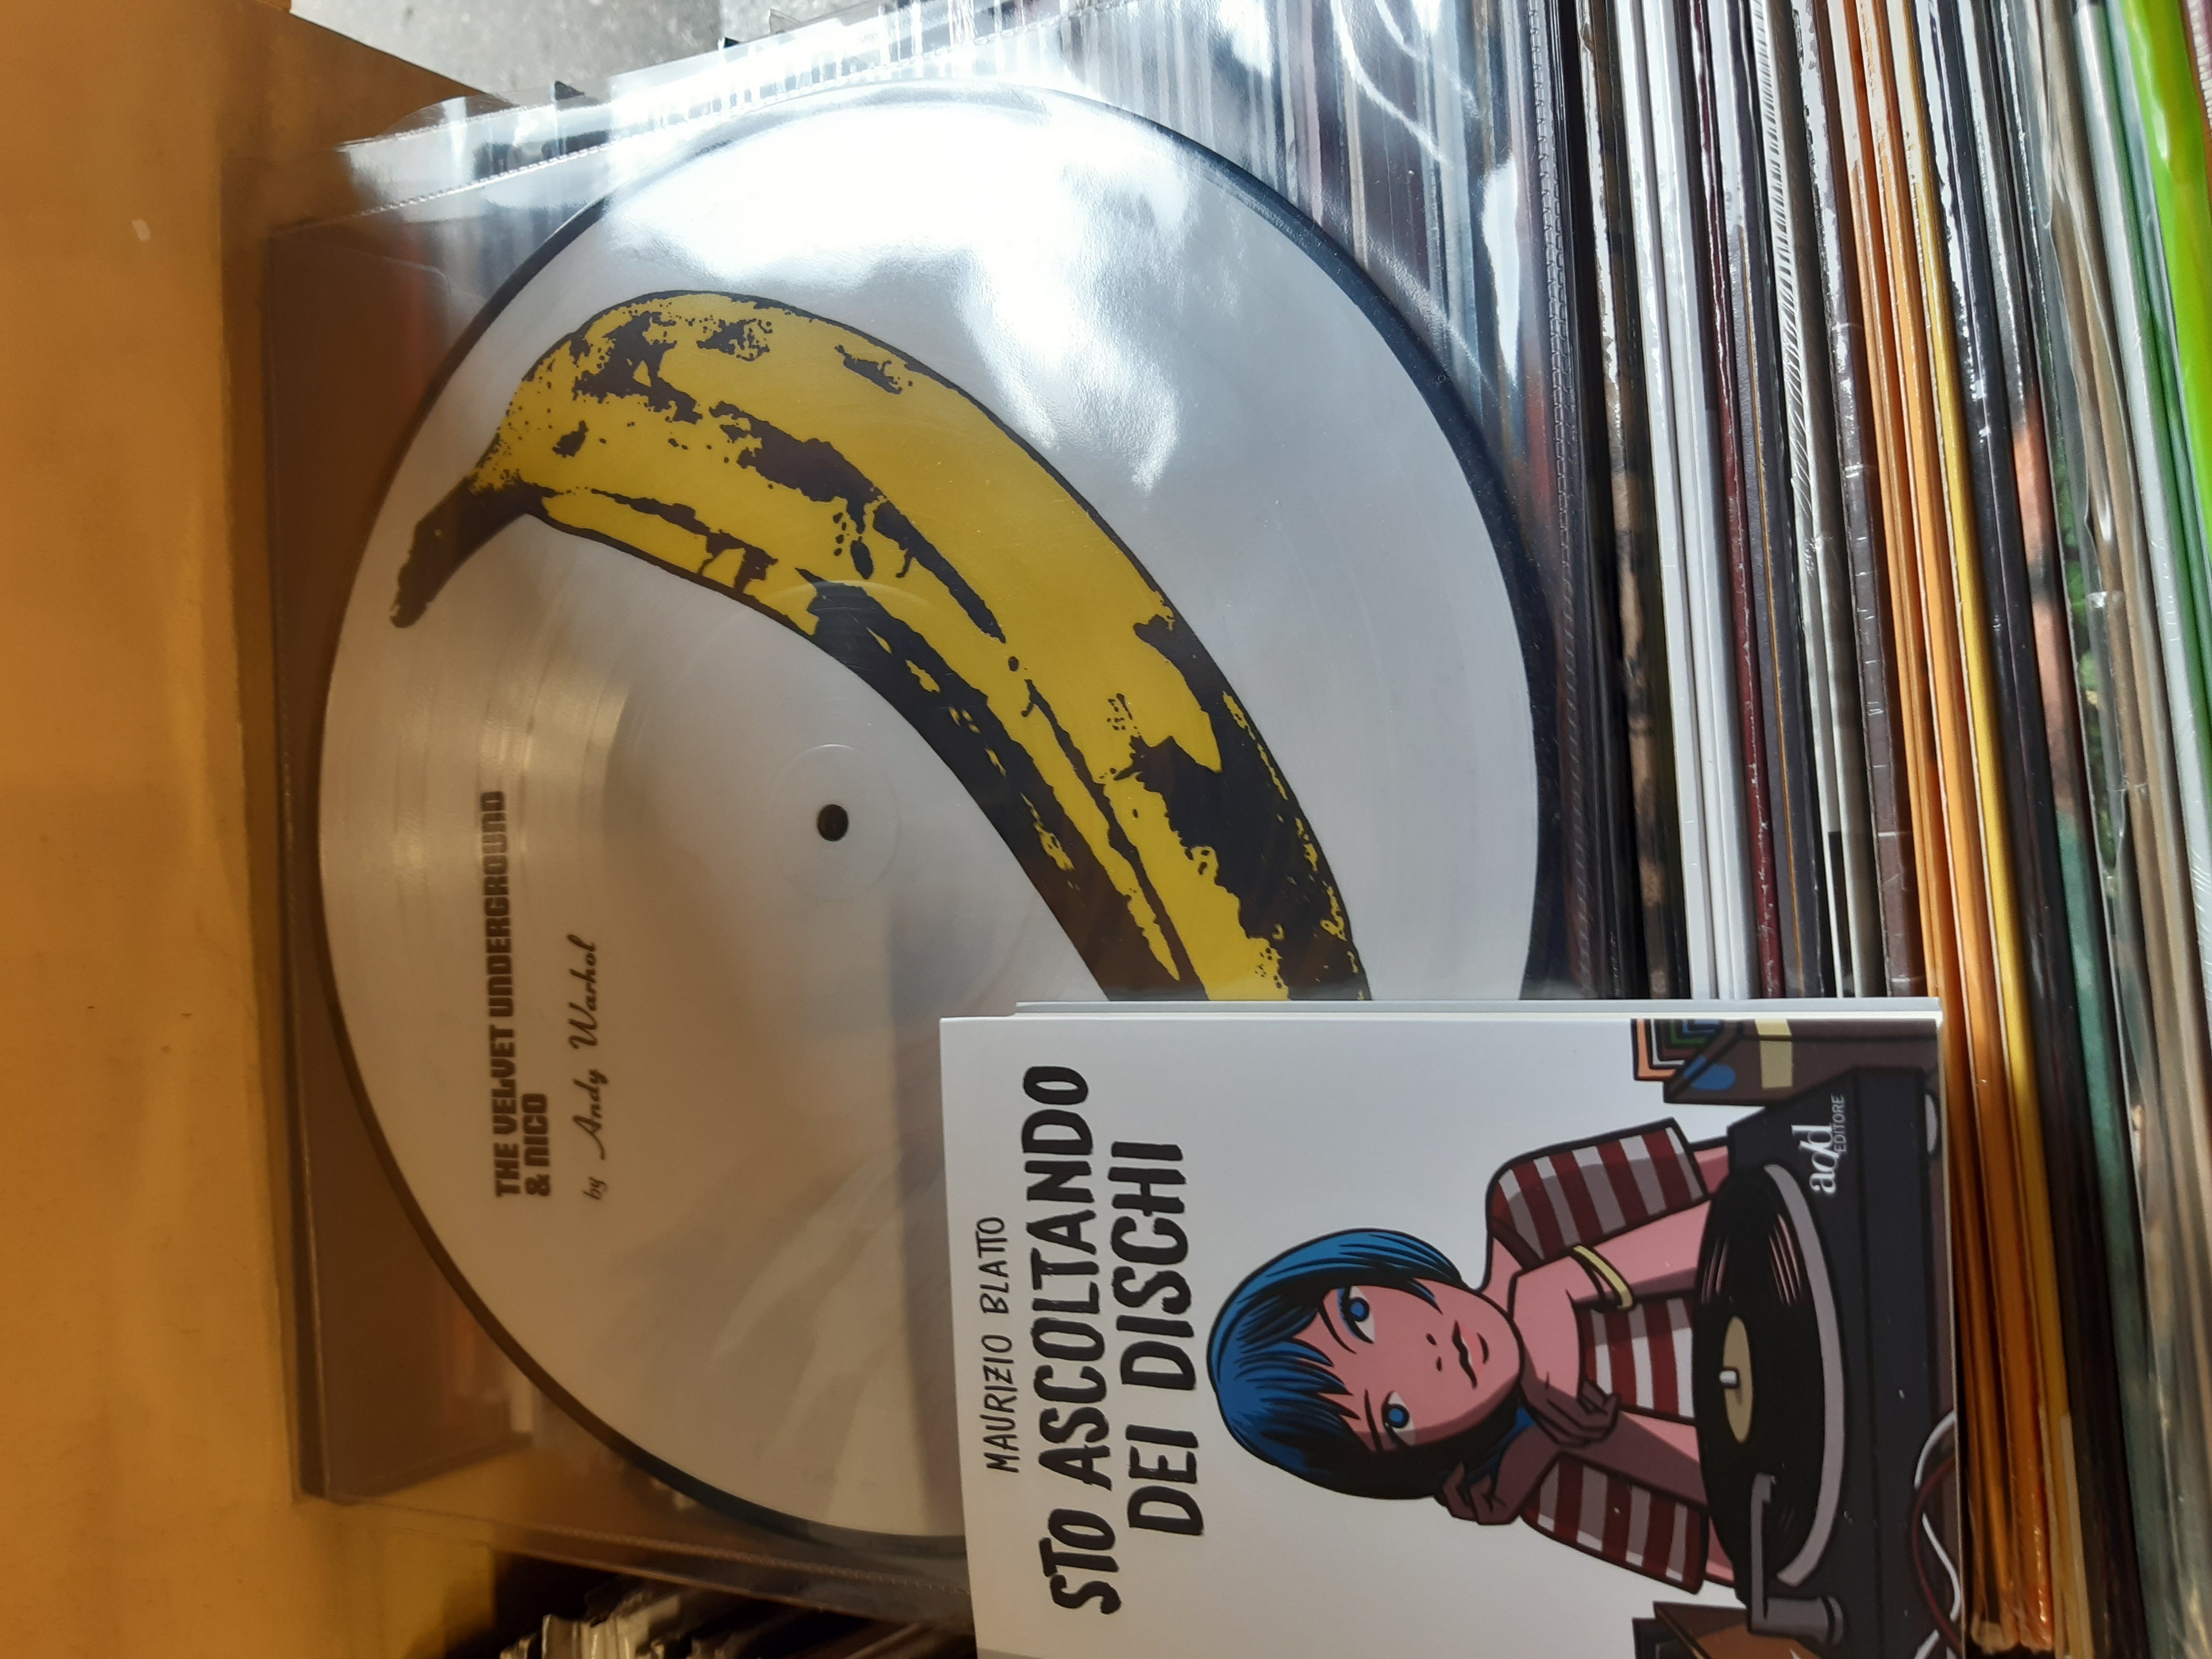 THE VELVET UNDERGROUND
& NICO
by Andy Warhol
MAURIZIO BLATTO
STO ASCOLTANDO
DEI DISCHI
add
EDITORE